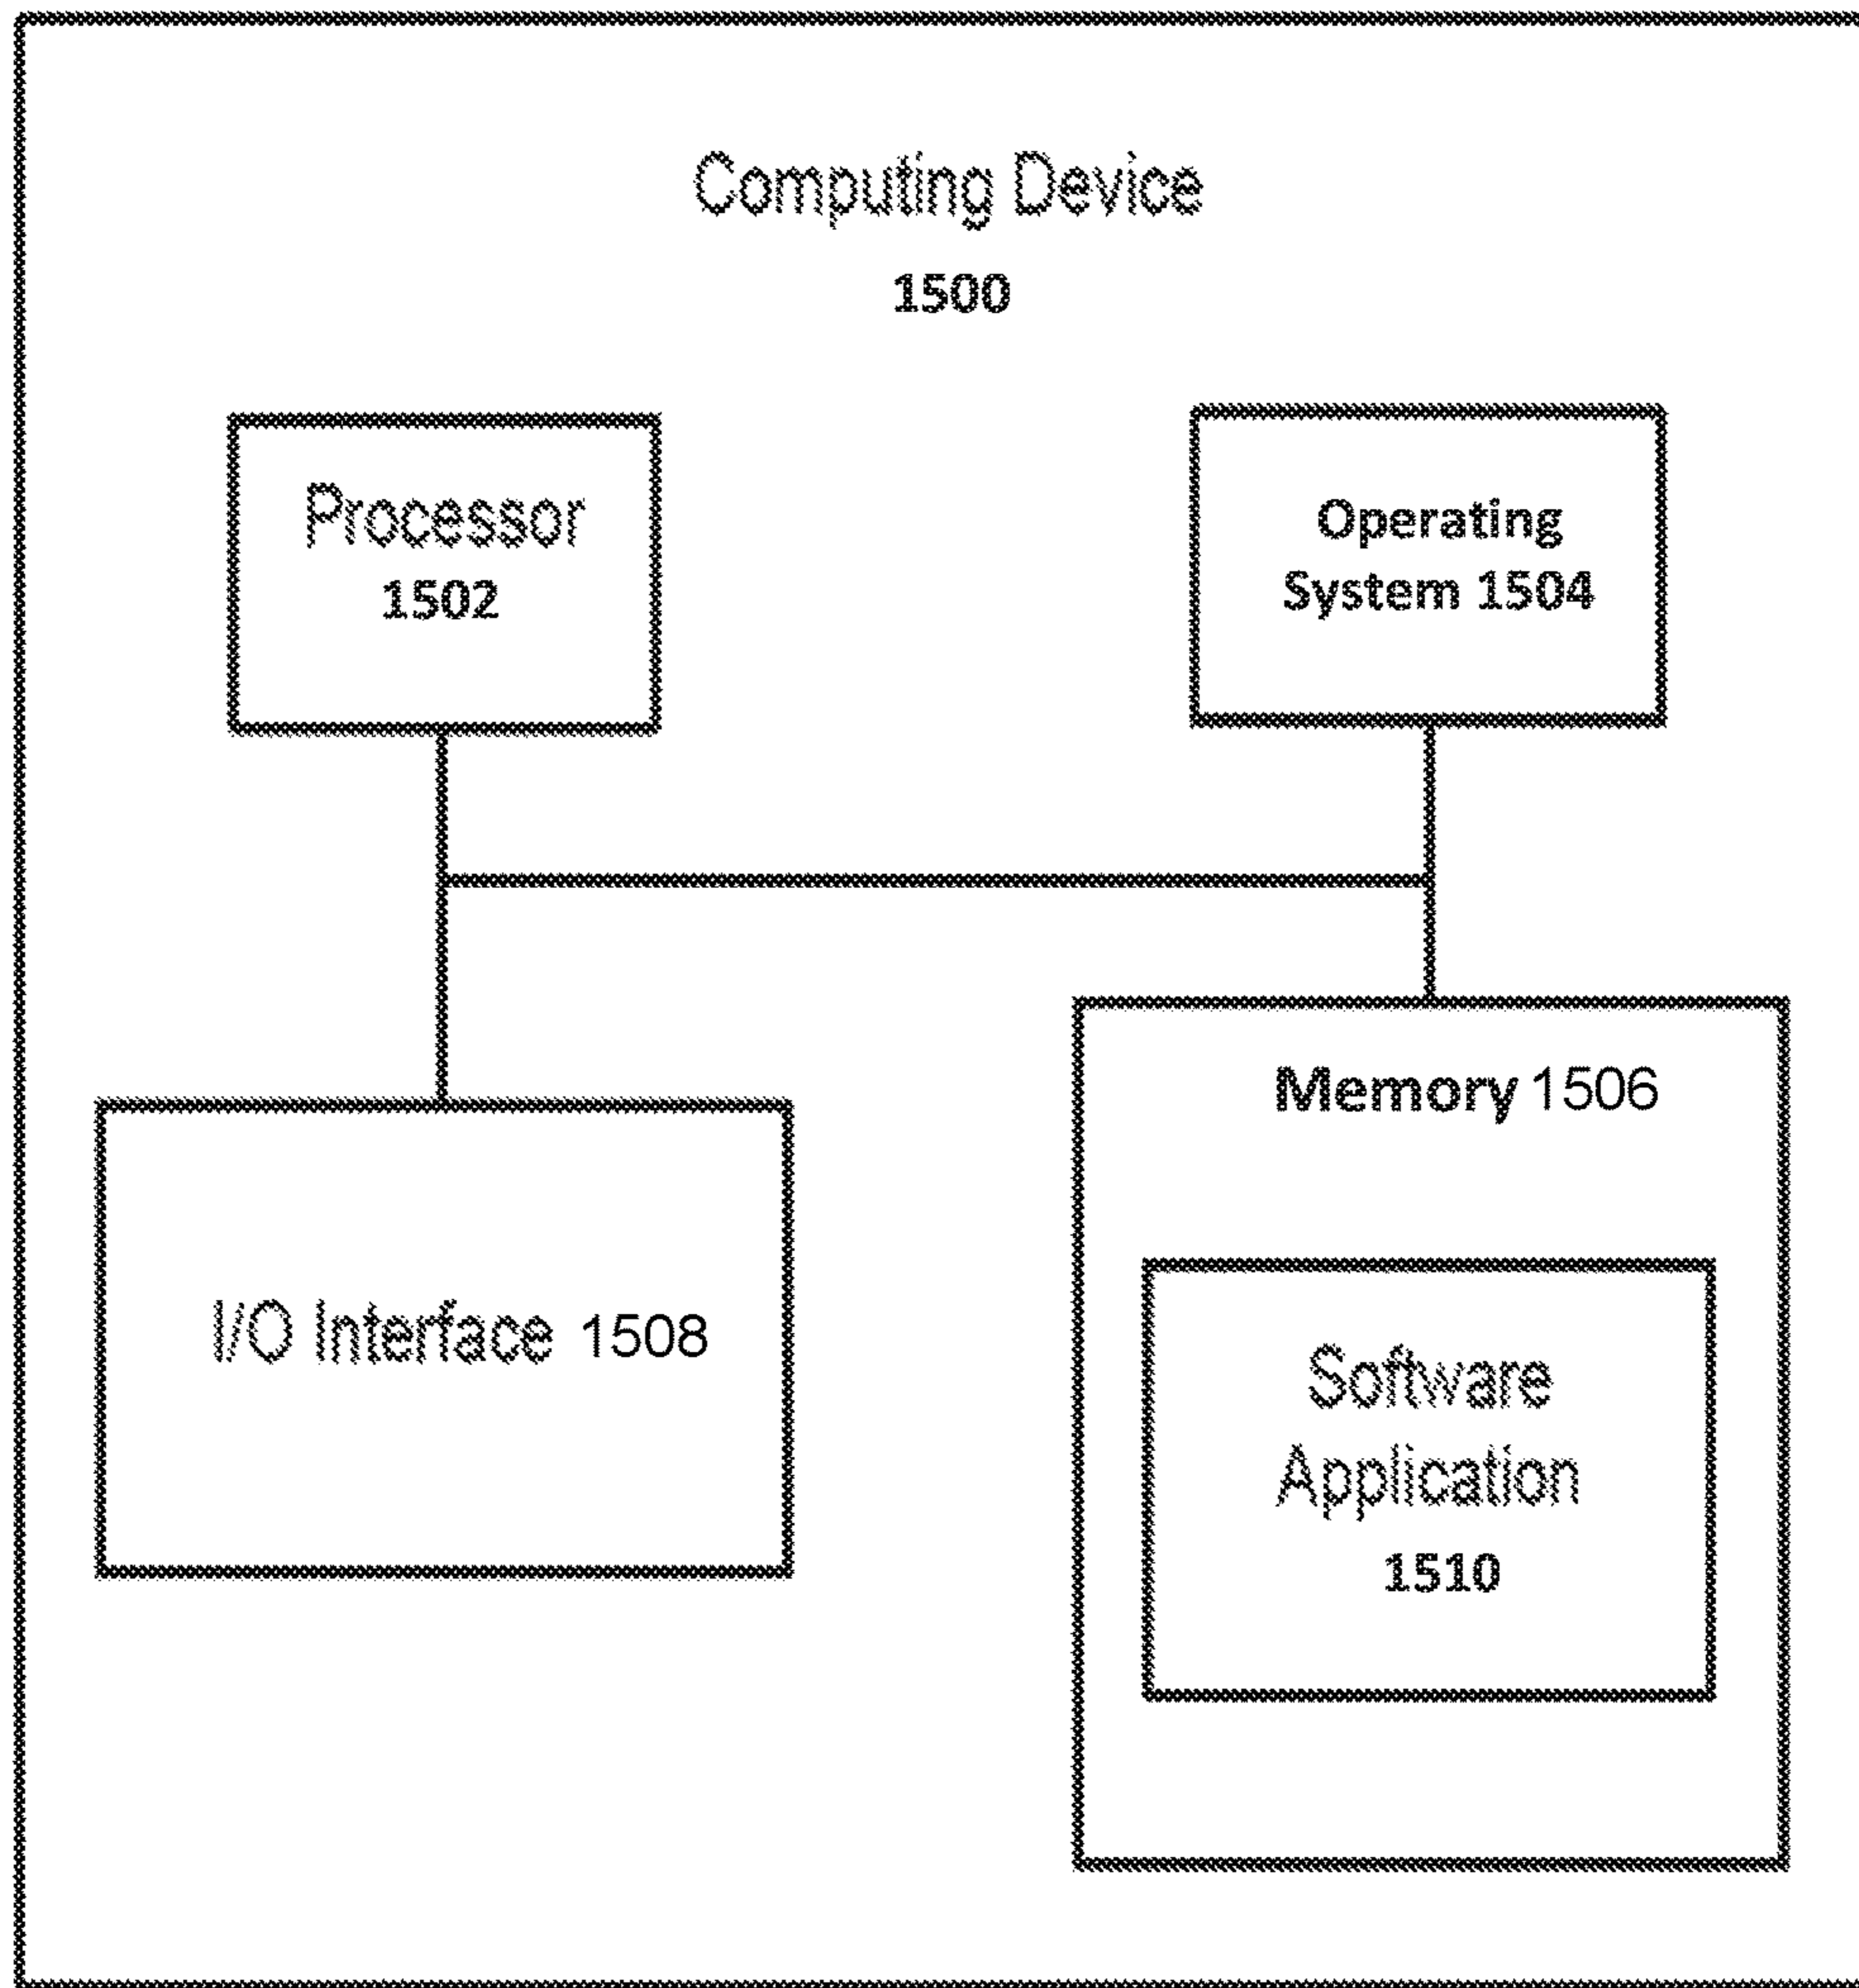 Computing Device
1500
Processor
1502
Operating
System 1504
Memory 1506
I/O Interface 1508
Software
Application
1510